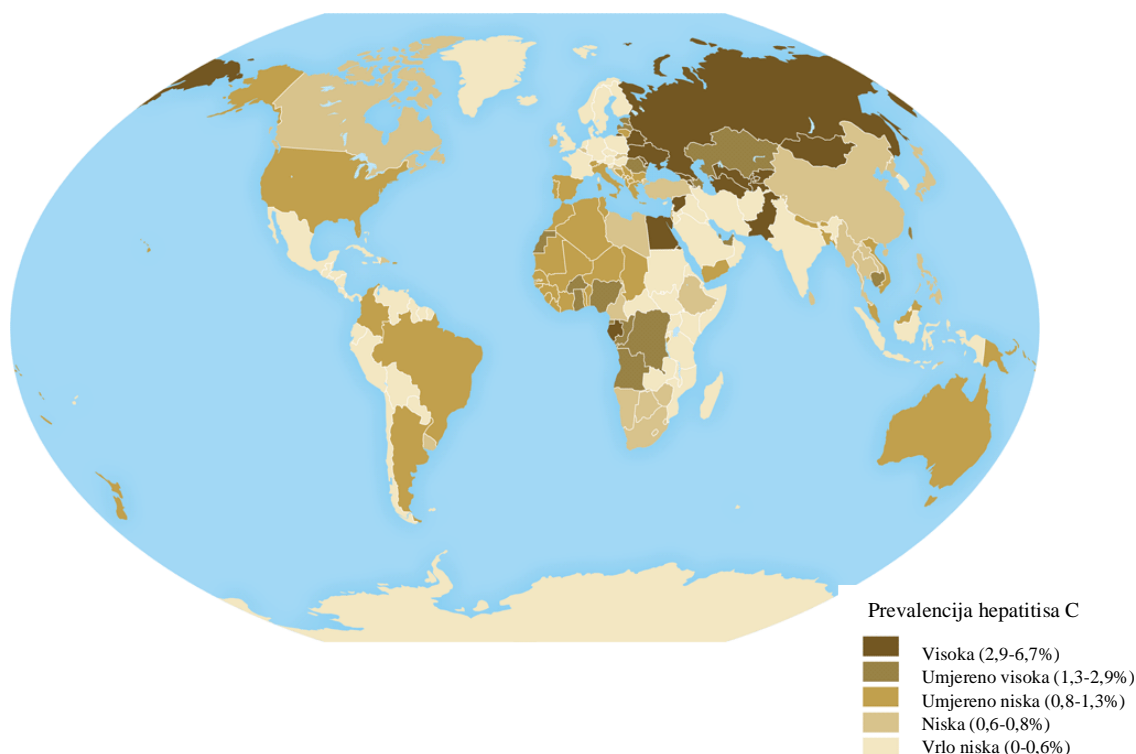 Prevalencija hepatitisa C
Visoka (2,9-6,7%)
Umjereno visoka (1,3-2,9%)
Umjereno niska (0,8-1,3%)
Niska (0,6-0,8%)
Vrlo niska (0-0,6%)